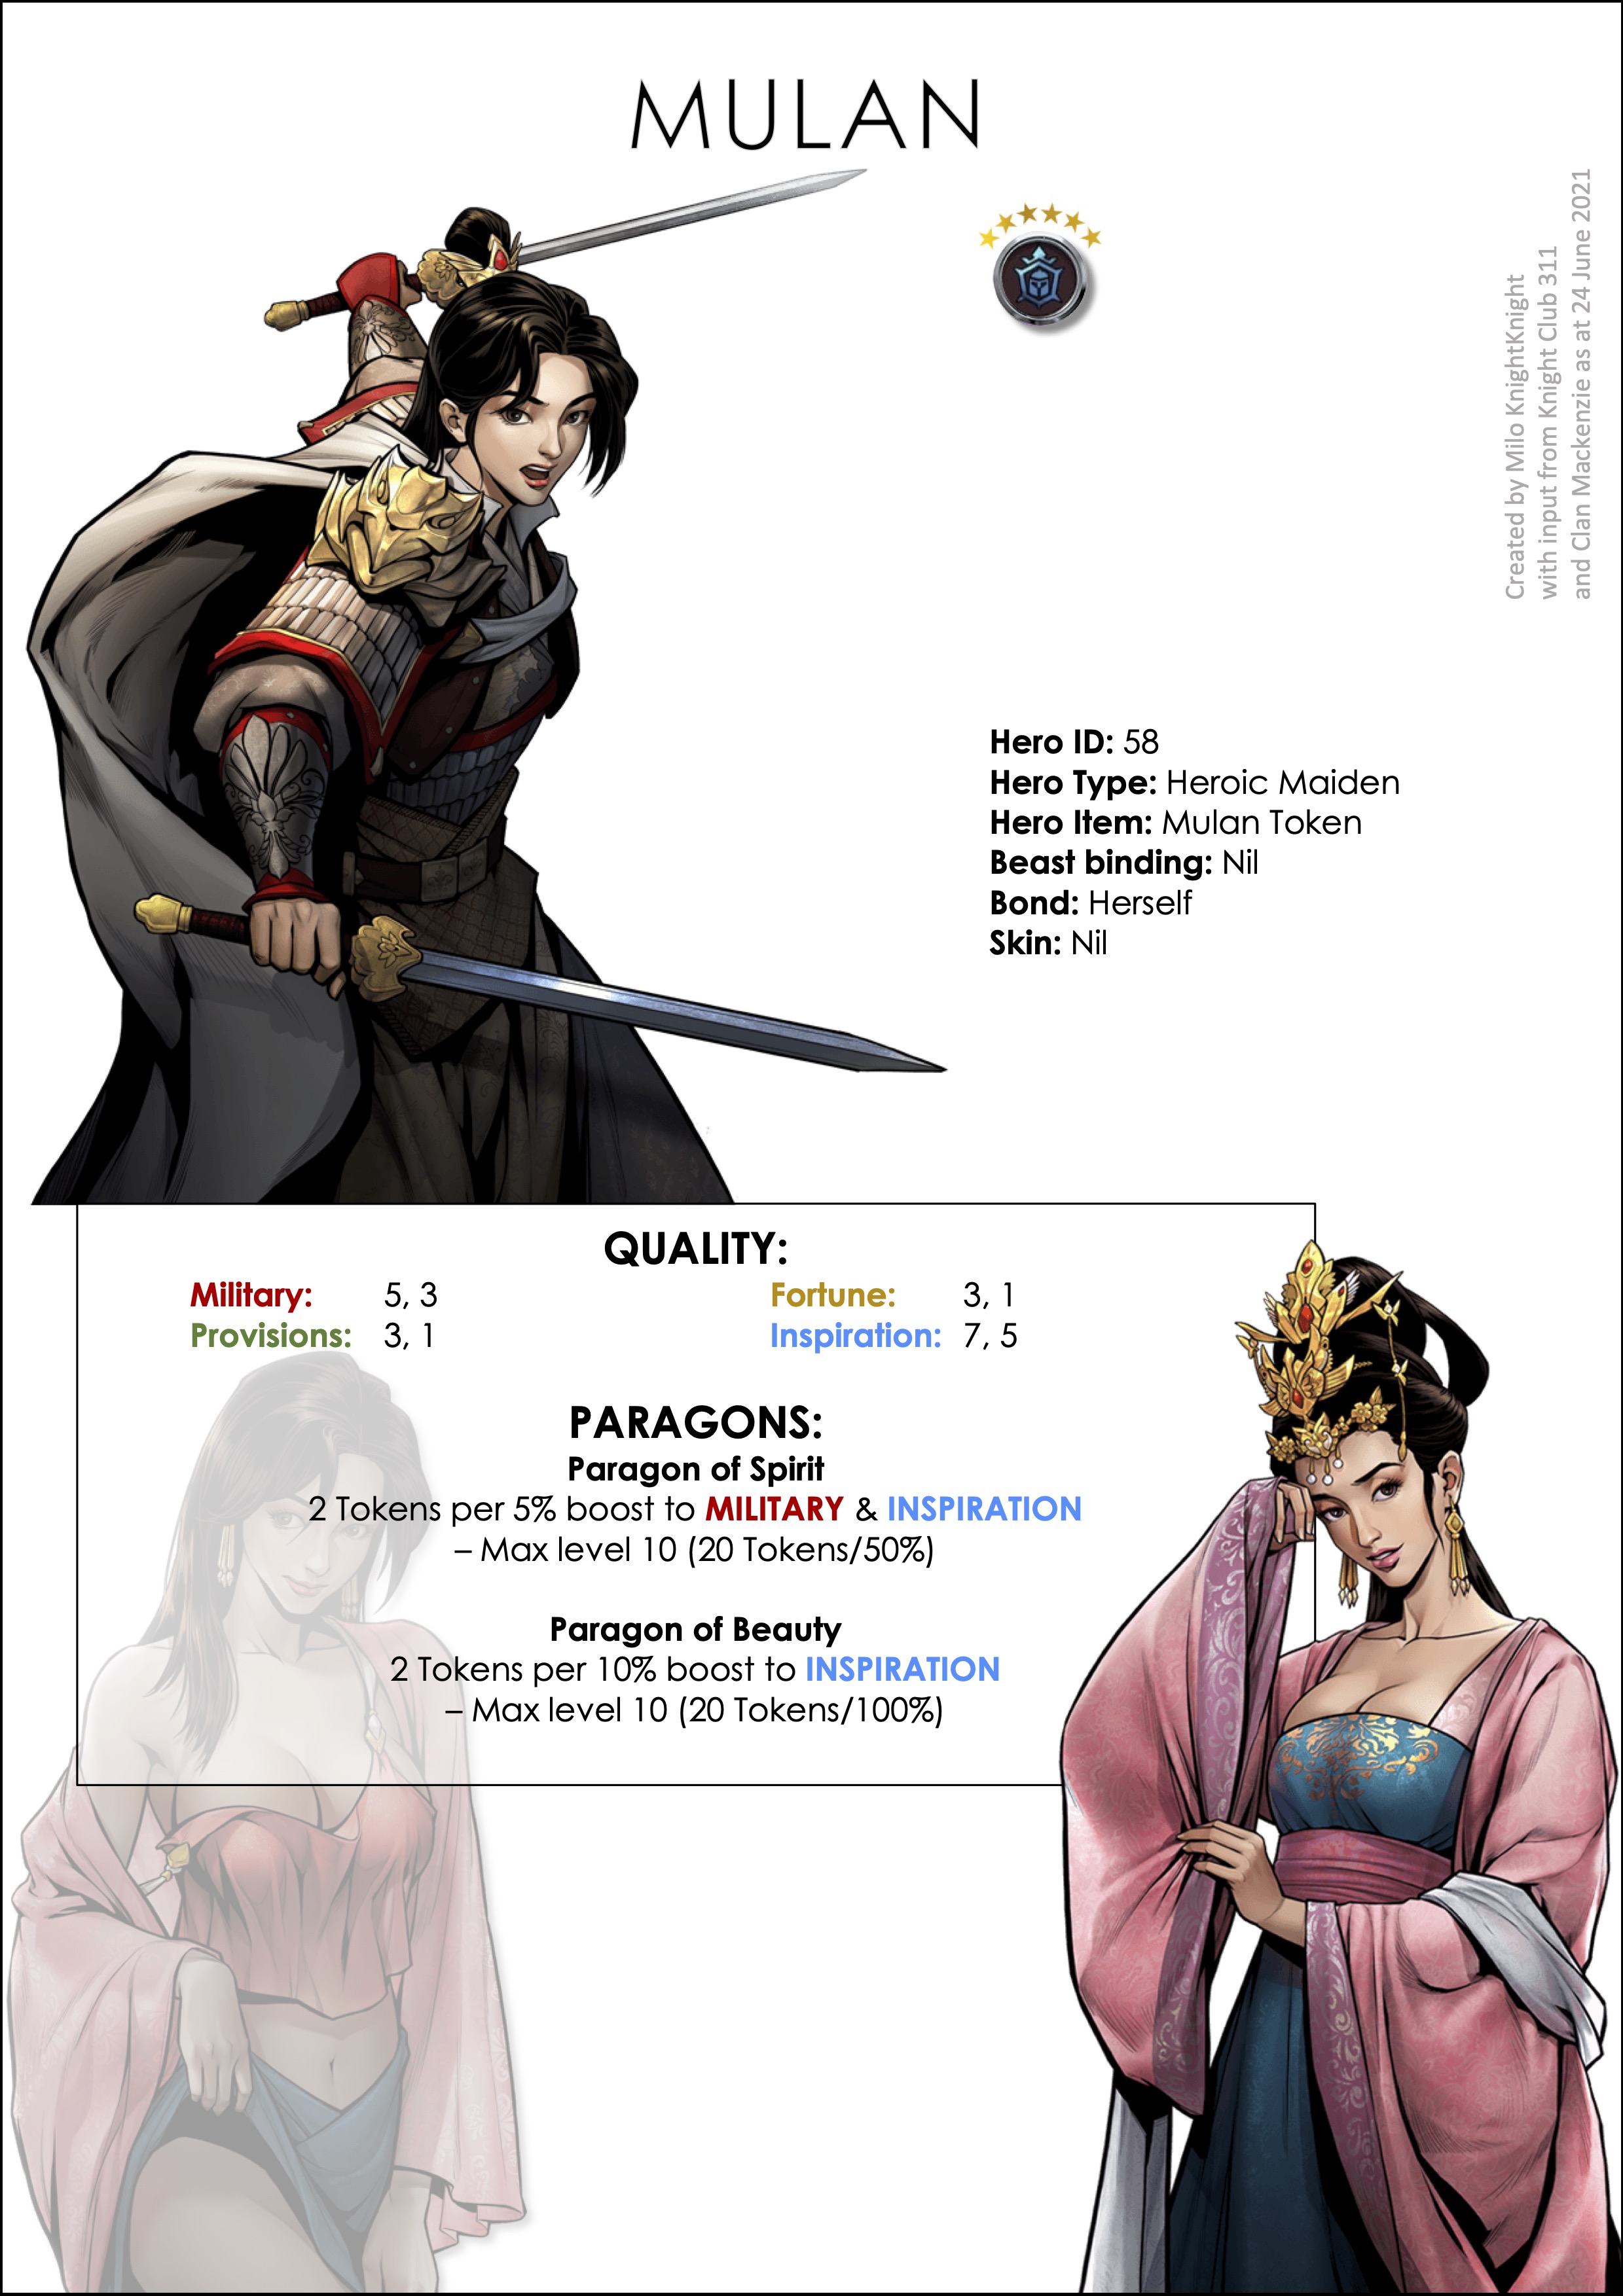 MULAN
Created by Milo KnightKnight
with input from Knight Club 311
and Clan Mackenzie as at 24 June 2021
Hero ID: 58
Hero Type: Heroic Maiden
Hero Item: Mulan Token
Beast binding: Nil
Bond: Herself
Skin: Nil
QUALITY:
Military: 5, 3 Fortune: 3, 1
Provisions: 3, 1 Inspiration: 7, 5
PARAGONS:
Paragon of Spirit
2 Tokens per 5% boost to MILITARY & INSPIRATION
– Max level 10 (20 Tokens/50%)
Paragon of Beauty
2 Tokens per 10% boost to INSPIRATION
– Max level 10 (20 Tokens/100%)